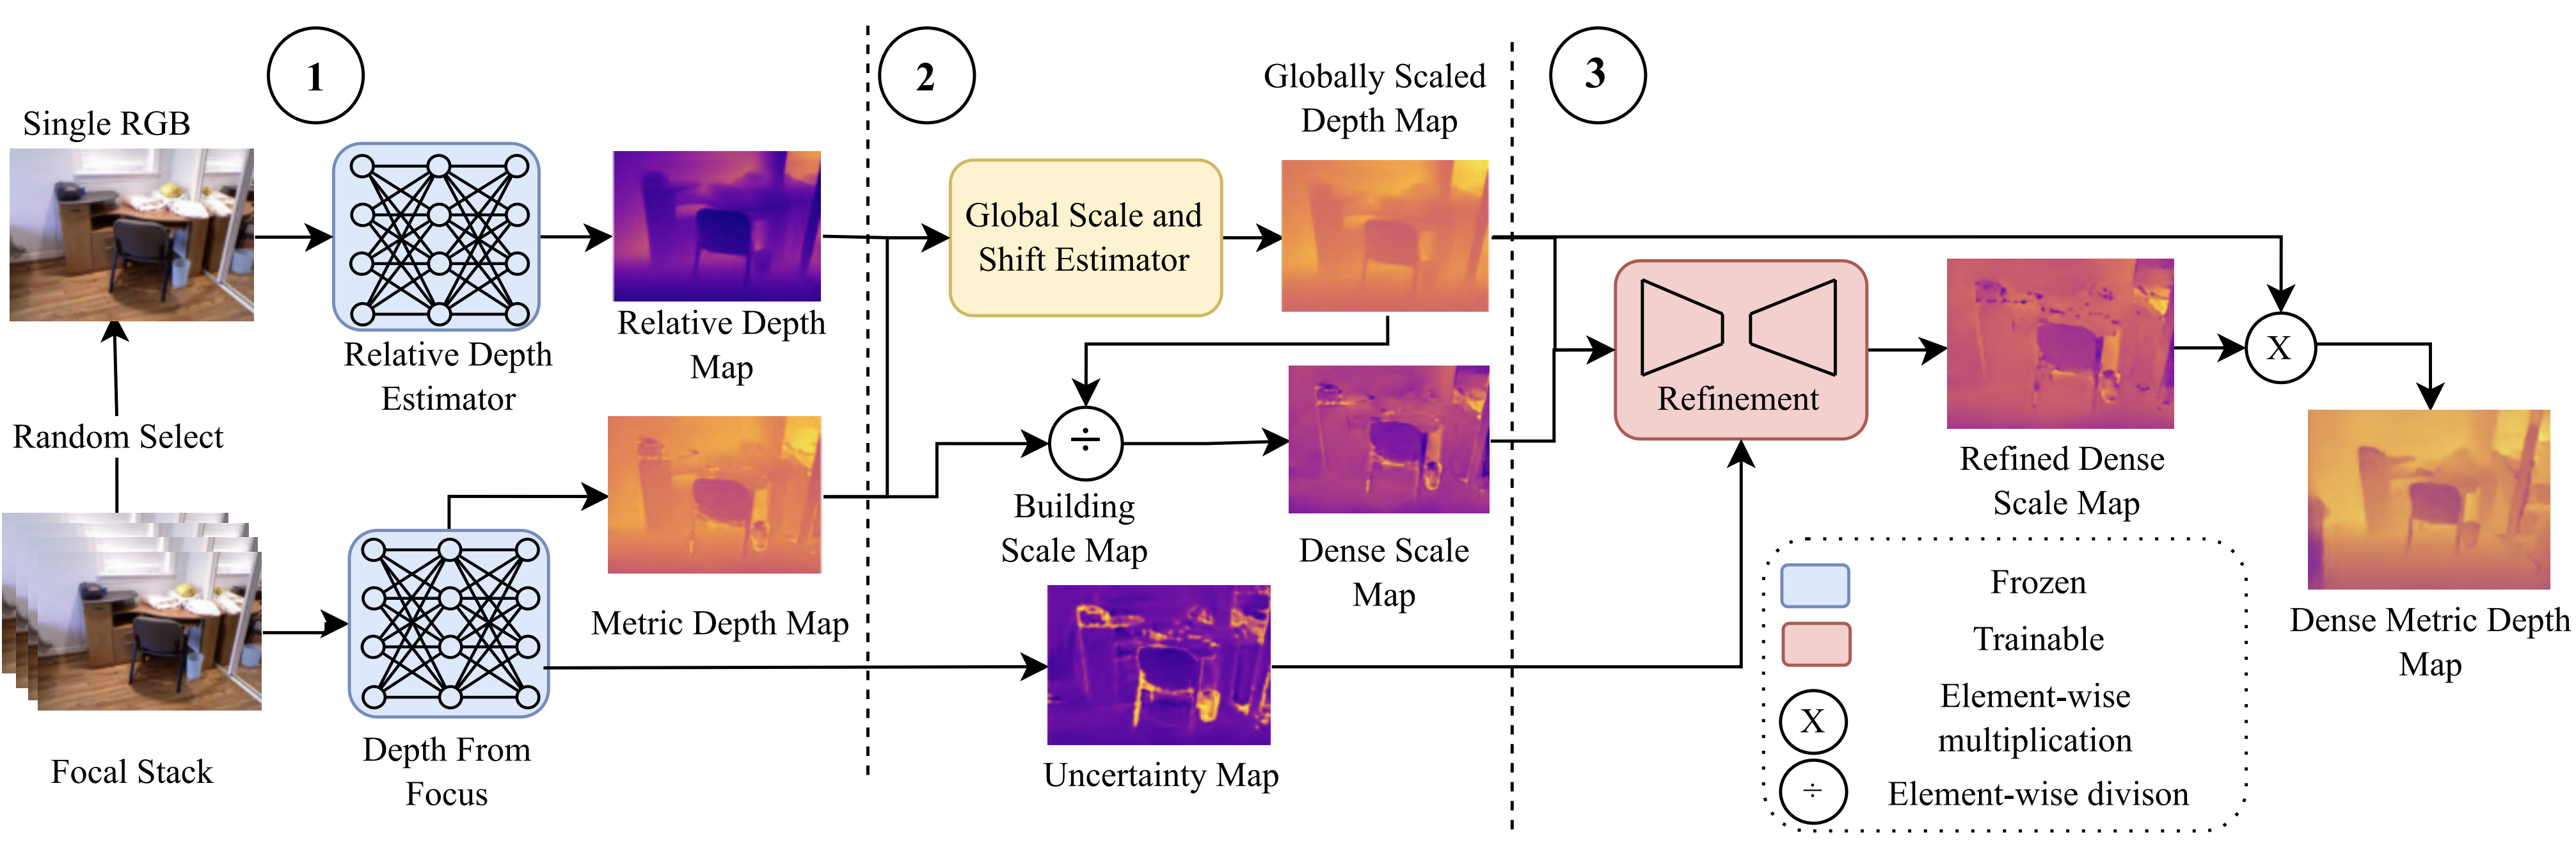 1
Single RGB
Relative Depth
Estimator
Relative Depth
Map
Random Select
Focal Stack
Depth From
Focus
Metric Depth Map
2
Global Scale and
Shift Estimator
Globally Scaled
Depth Map
÷
Building
Scale Map
Dense Scale
Map
Uncertainty Map
3
Refinement
Refined Dense
Scale Map
X
Dense Metric Depth
Map
Frozen
Trainable
X
Element-wise
multiplication
÷
Element-wise divison